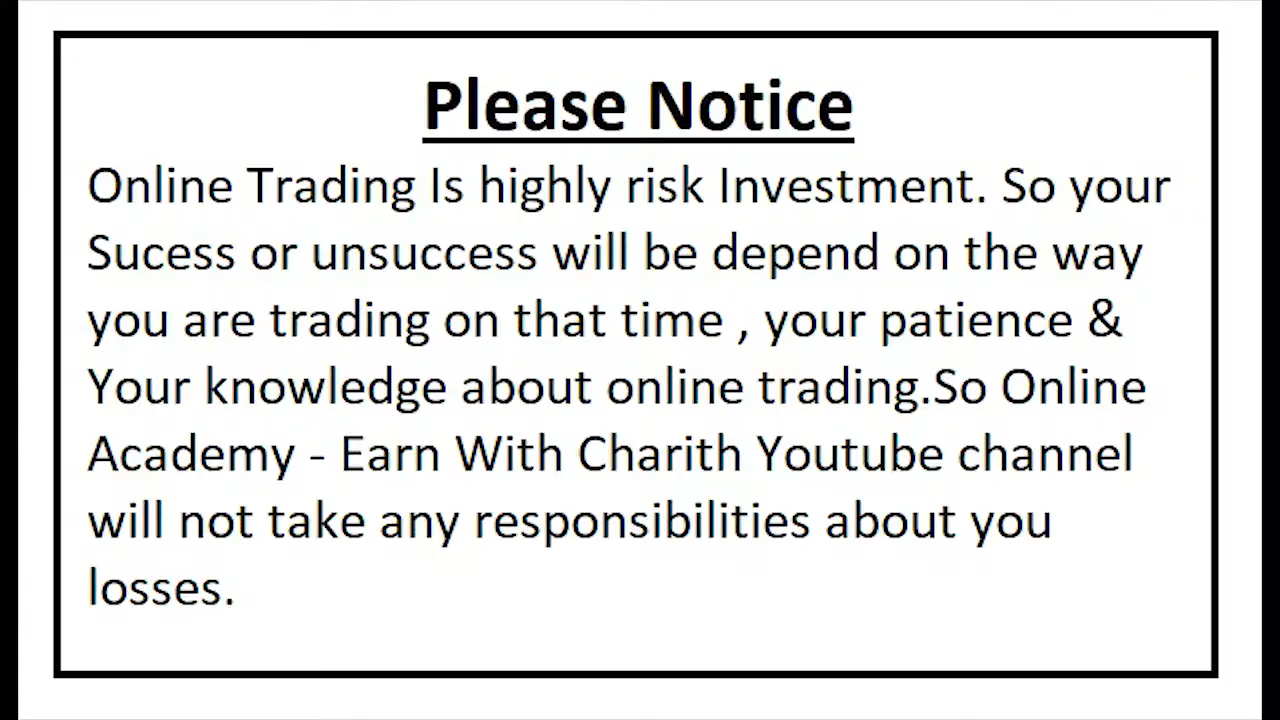 Please Notice
Online Trading Is highly risk Investment. So your
Sucess or unsuccess will be depend on the way
you are trading on that time , your patience &
Your knowledge about online trading.So Online
Academy - Earn With Charith Youtube channel
will not take any responsibilities about you
losses.